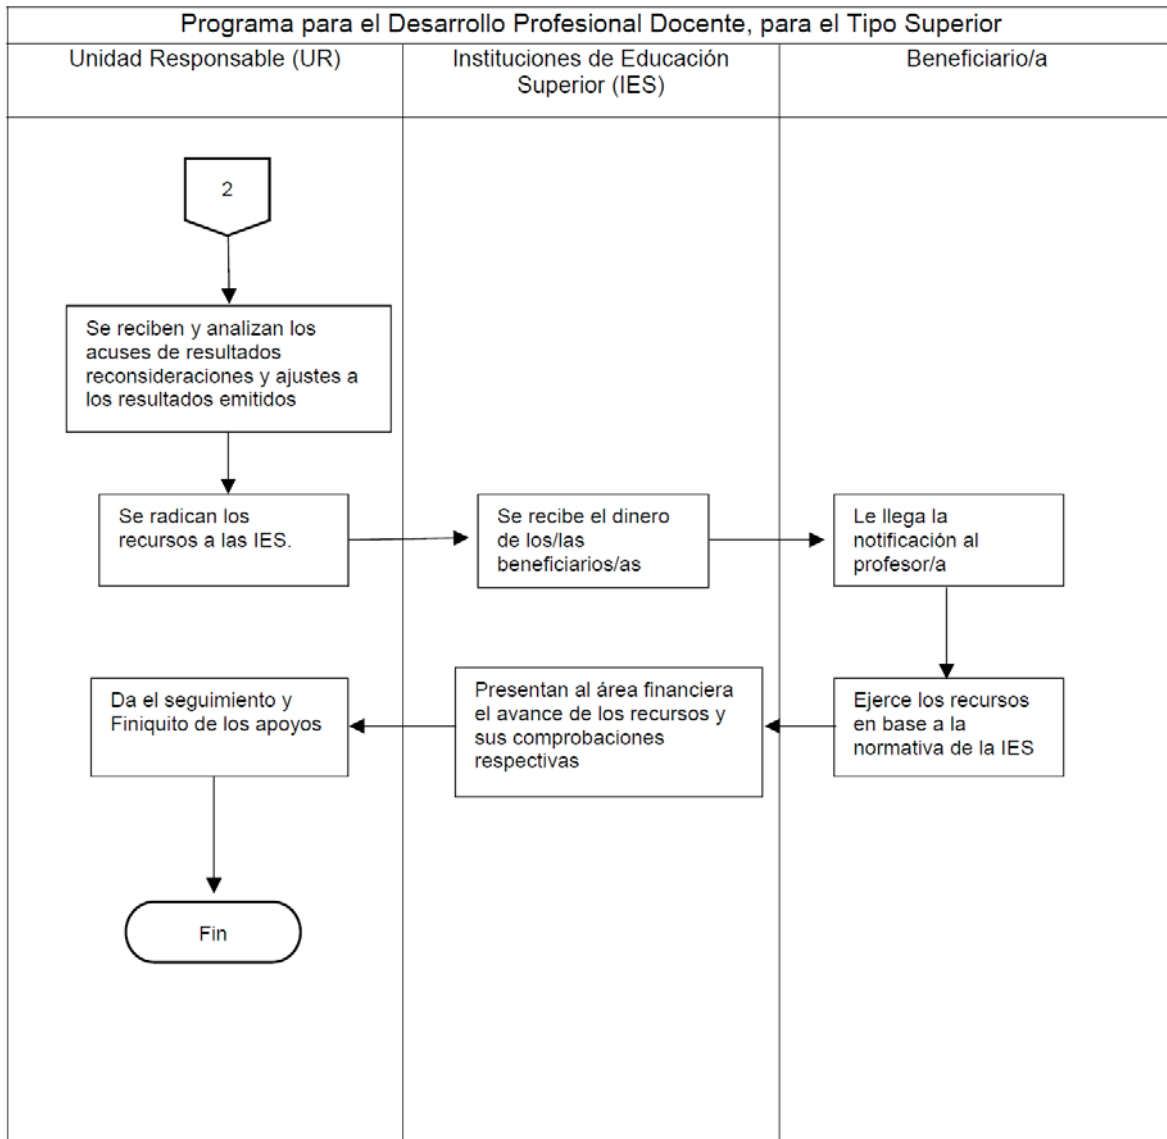 Programa para el Desarrollo Profesional Docente, para el Tipo Superior
Unidad Responsable (UR)
Instituciones de Educación
Superior (IES)
Beneficiario/a
2
Se reciben y analizan los
acuses de resultados
reconsideraciones y ajustes a
los resultados emitidos
Se radican los
recursos a las IES.
Se recibe el dinero
de los/las
beneficiarios/as
Le llega la
notificación al
profesor/a
Ejerce los recursos
en base a la
normativa de la IES
Presentan al área financiera
el avance de los recursos y
sus comprobaciones
respectivas
Da el seguimiento y
Finiquito de los apoyos
Fin